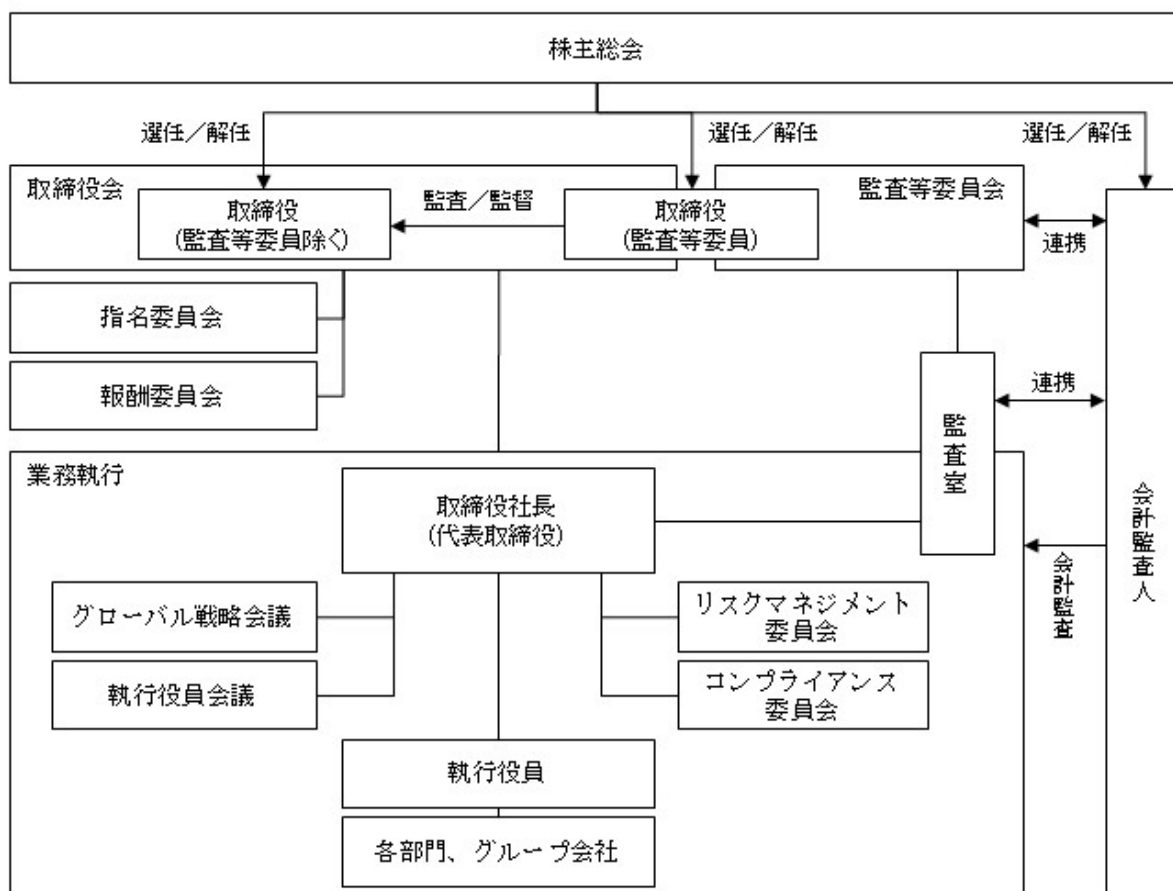 株主総会
選任／解任
選任／解任
選任／解任
取締役会
取締役
(監査等委員除く)
監査／監督
取締役
(監査等委員)
監査等委員会
連携
指名委員会
報酬委員会
連携
監査室
会計監査人
会計監査
業務執行
取締役社長
(代表取締役)
グローバル戦略会議
執行役員会議
リスクマネジメント
委員会
コンプライアンス
委員会
執行役員
各部門、グループ会社